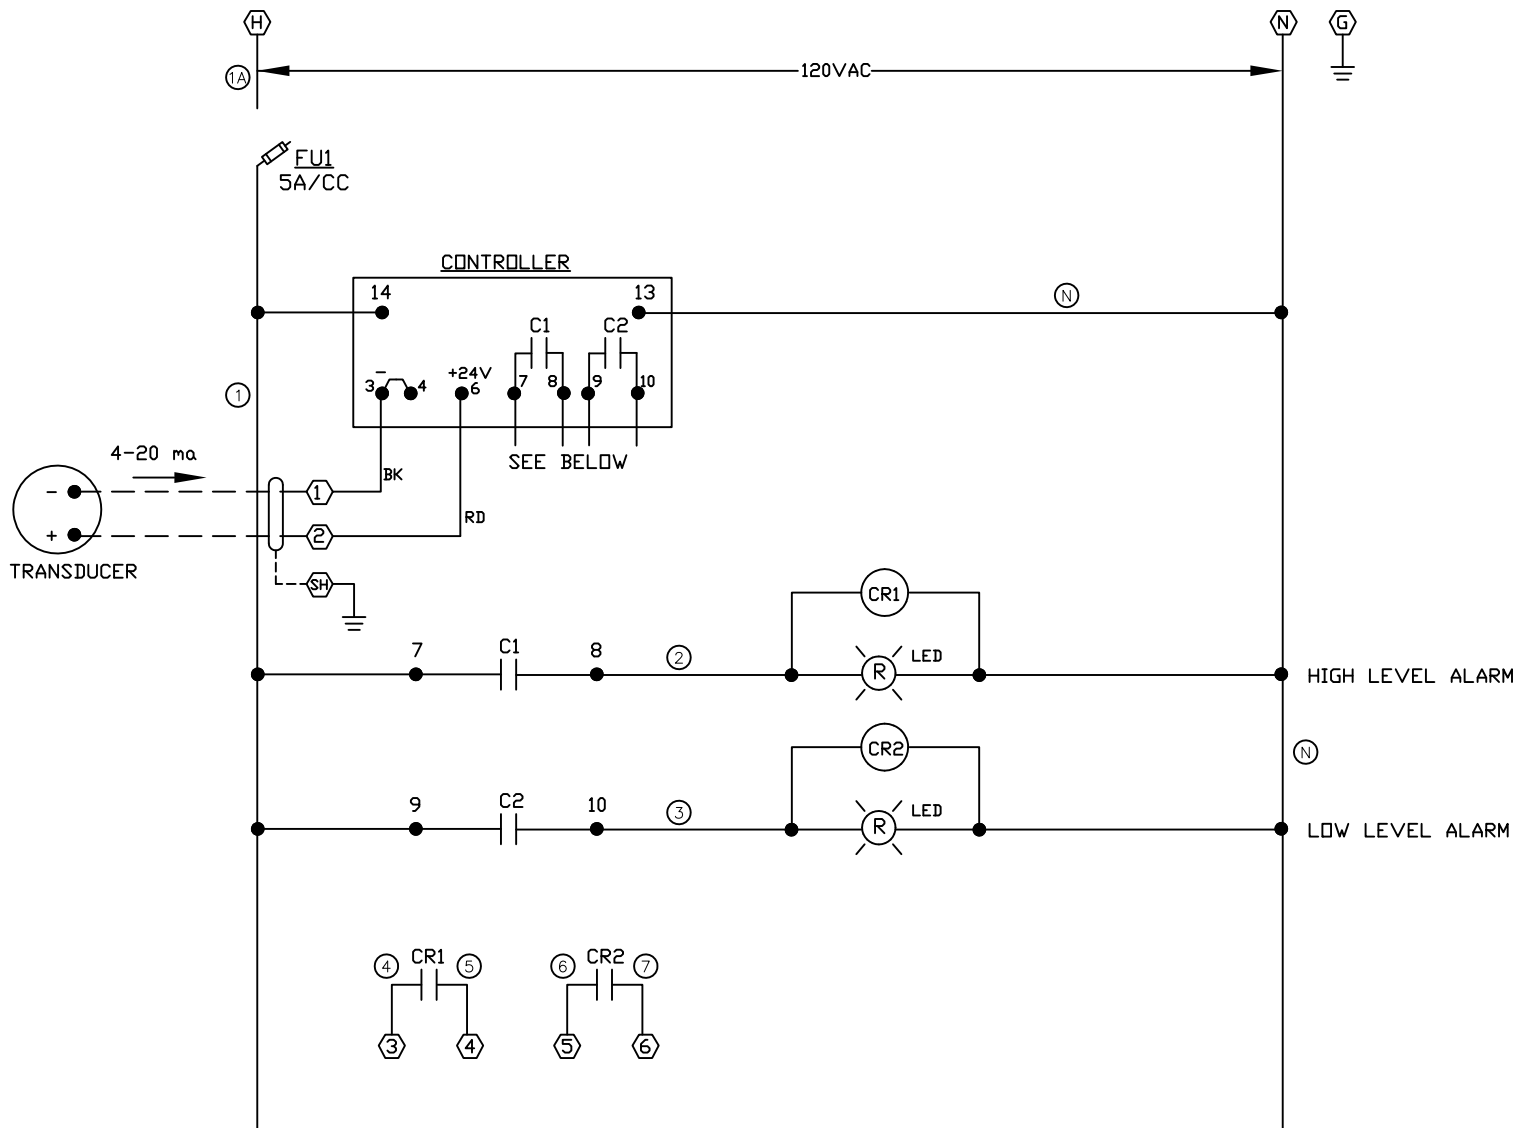 H N G
1A 120VAC
FU1
5A/CC
CONTROLLER
14 13 N
C1 C2
- +24V
3 4 6 7 8 9 10
1
4-20 ma
SEE BELOW
BK
- 1
RD
+ 2
TRANSDUCER
SH
CR1
7 C1 8 2 LED
R
HIGH LEVEL ALARM
CR2
N
9 C2 10 3 LED
R
LOW LEVEL ALARM
4 CR1 5 6 CR2 7
3 4 5 6